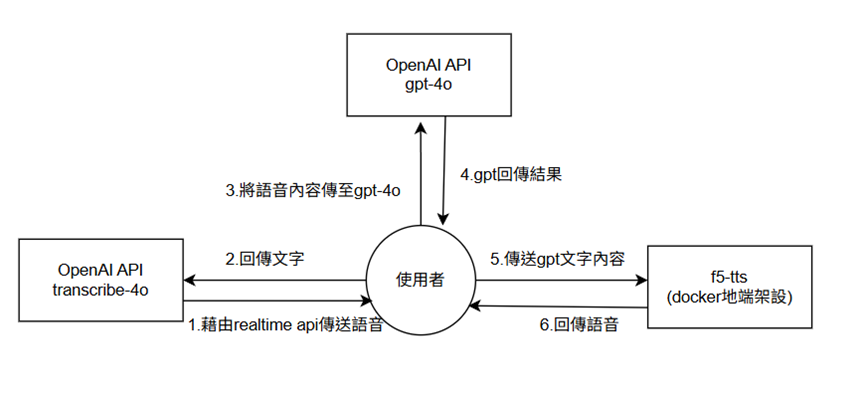 OpenAI API
gpt-4o
3.將語音內容傳至gpt-4o
4.gpt回傳結果
OpenAI API
transcribe-4o
2.回傳文字
1.藉由realtime api傳送語音
使用者
5.傳送gpt文字內容
6.回傳語音
f5-tts
(docker地端架設)